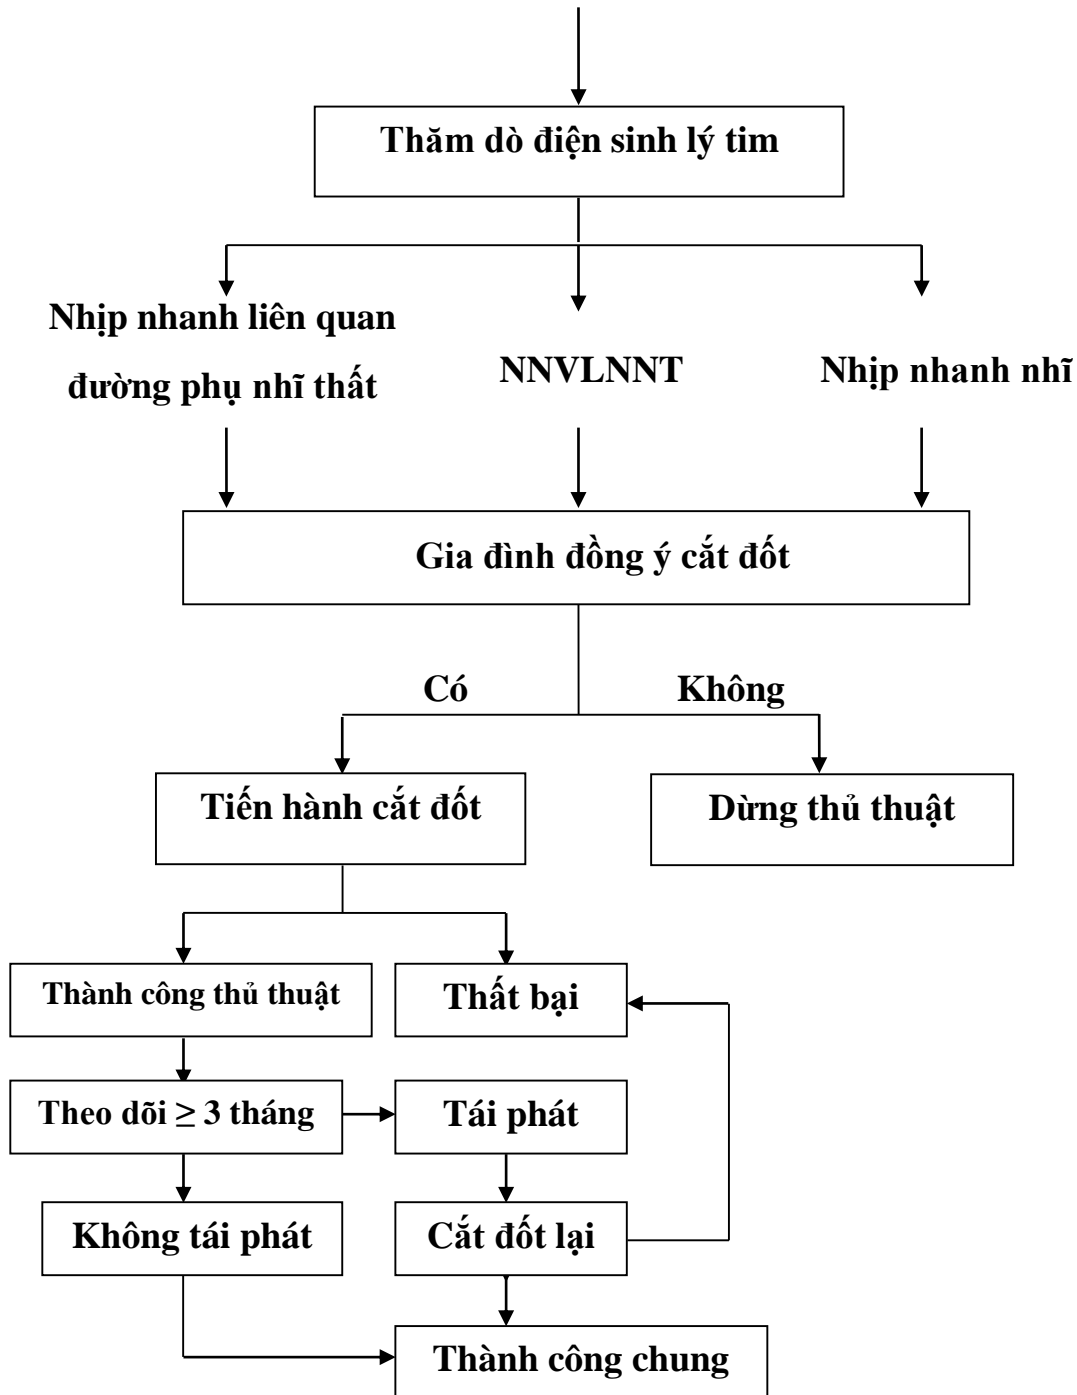 Thăm dò điện sinh lý tim
Nhịp nhanh liên quan
đường phụ nhĩ thất
NNVLNNT
Nhịp nhanh nhĩ
Gia đình đồng ý cắt đốt
Có
Không
Tiến hành cắt đốt
Dừng thủ thuật
Thành công thủ thuật
Thất bại
Theo dõi ≥ 3 tháng
Tái phát
Không tái phát
Cắt đốt lại
Thành công chung